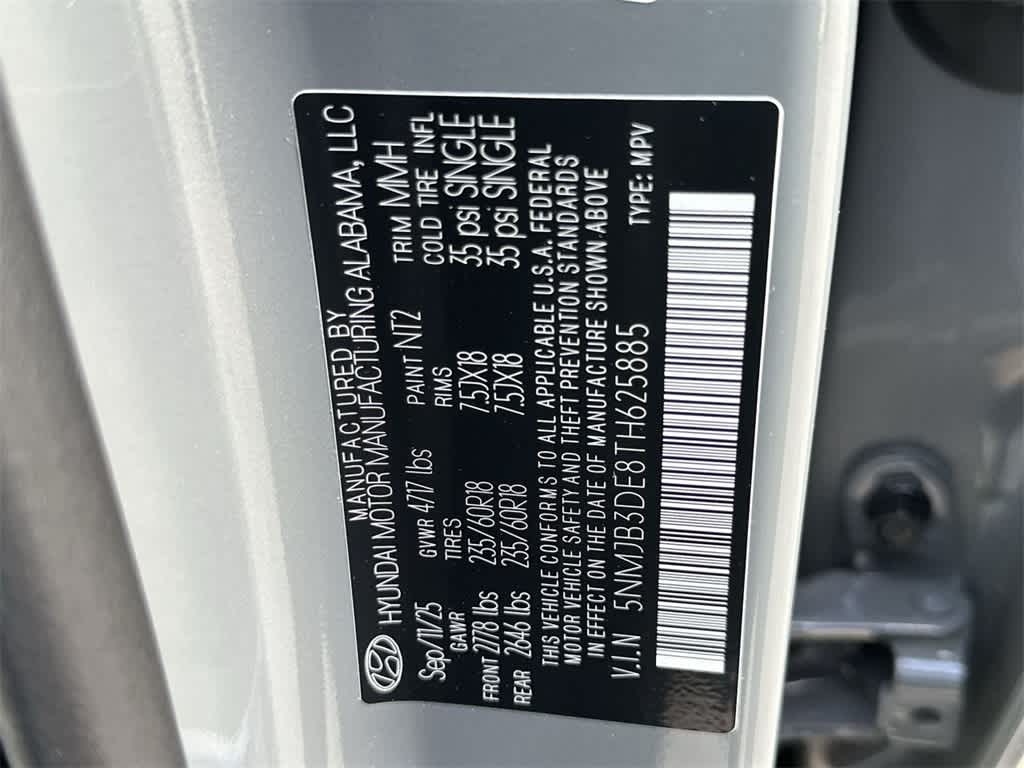 MANUFACTURED BY
HYUNDAI MOTOR MANUFACTURING ALABAMA, LLC
Sep/11/25 GVWR 4717 lbs PAINT NT2 TRIM MMH
GAWR TIRES RIMS COLD TIRE INFL
FRONT 2778 lbs 235/60R18 7.5JX18 35 psi SINGLE
REAR 2646 lbs 235/60R18 7.5JX18 35 psi SINGLE
THIS VEHICLE CONFORMS TO ALL APPLICABLE U.S.A. FEDERAL
MOTOR VEHICLE SAFETY AND THEFT PREVENTION STANDARDS
IN EFFECT ON THE DATE OF MANUFACTURE SHOWN ABOVE
V.I.N 5NMJB3DE8TH625885 TYPE: MPV